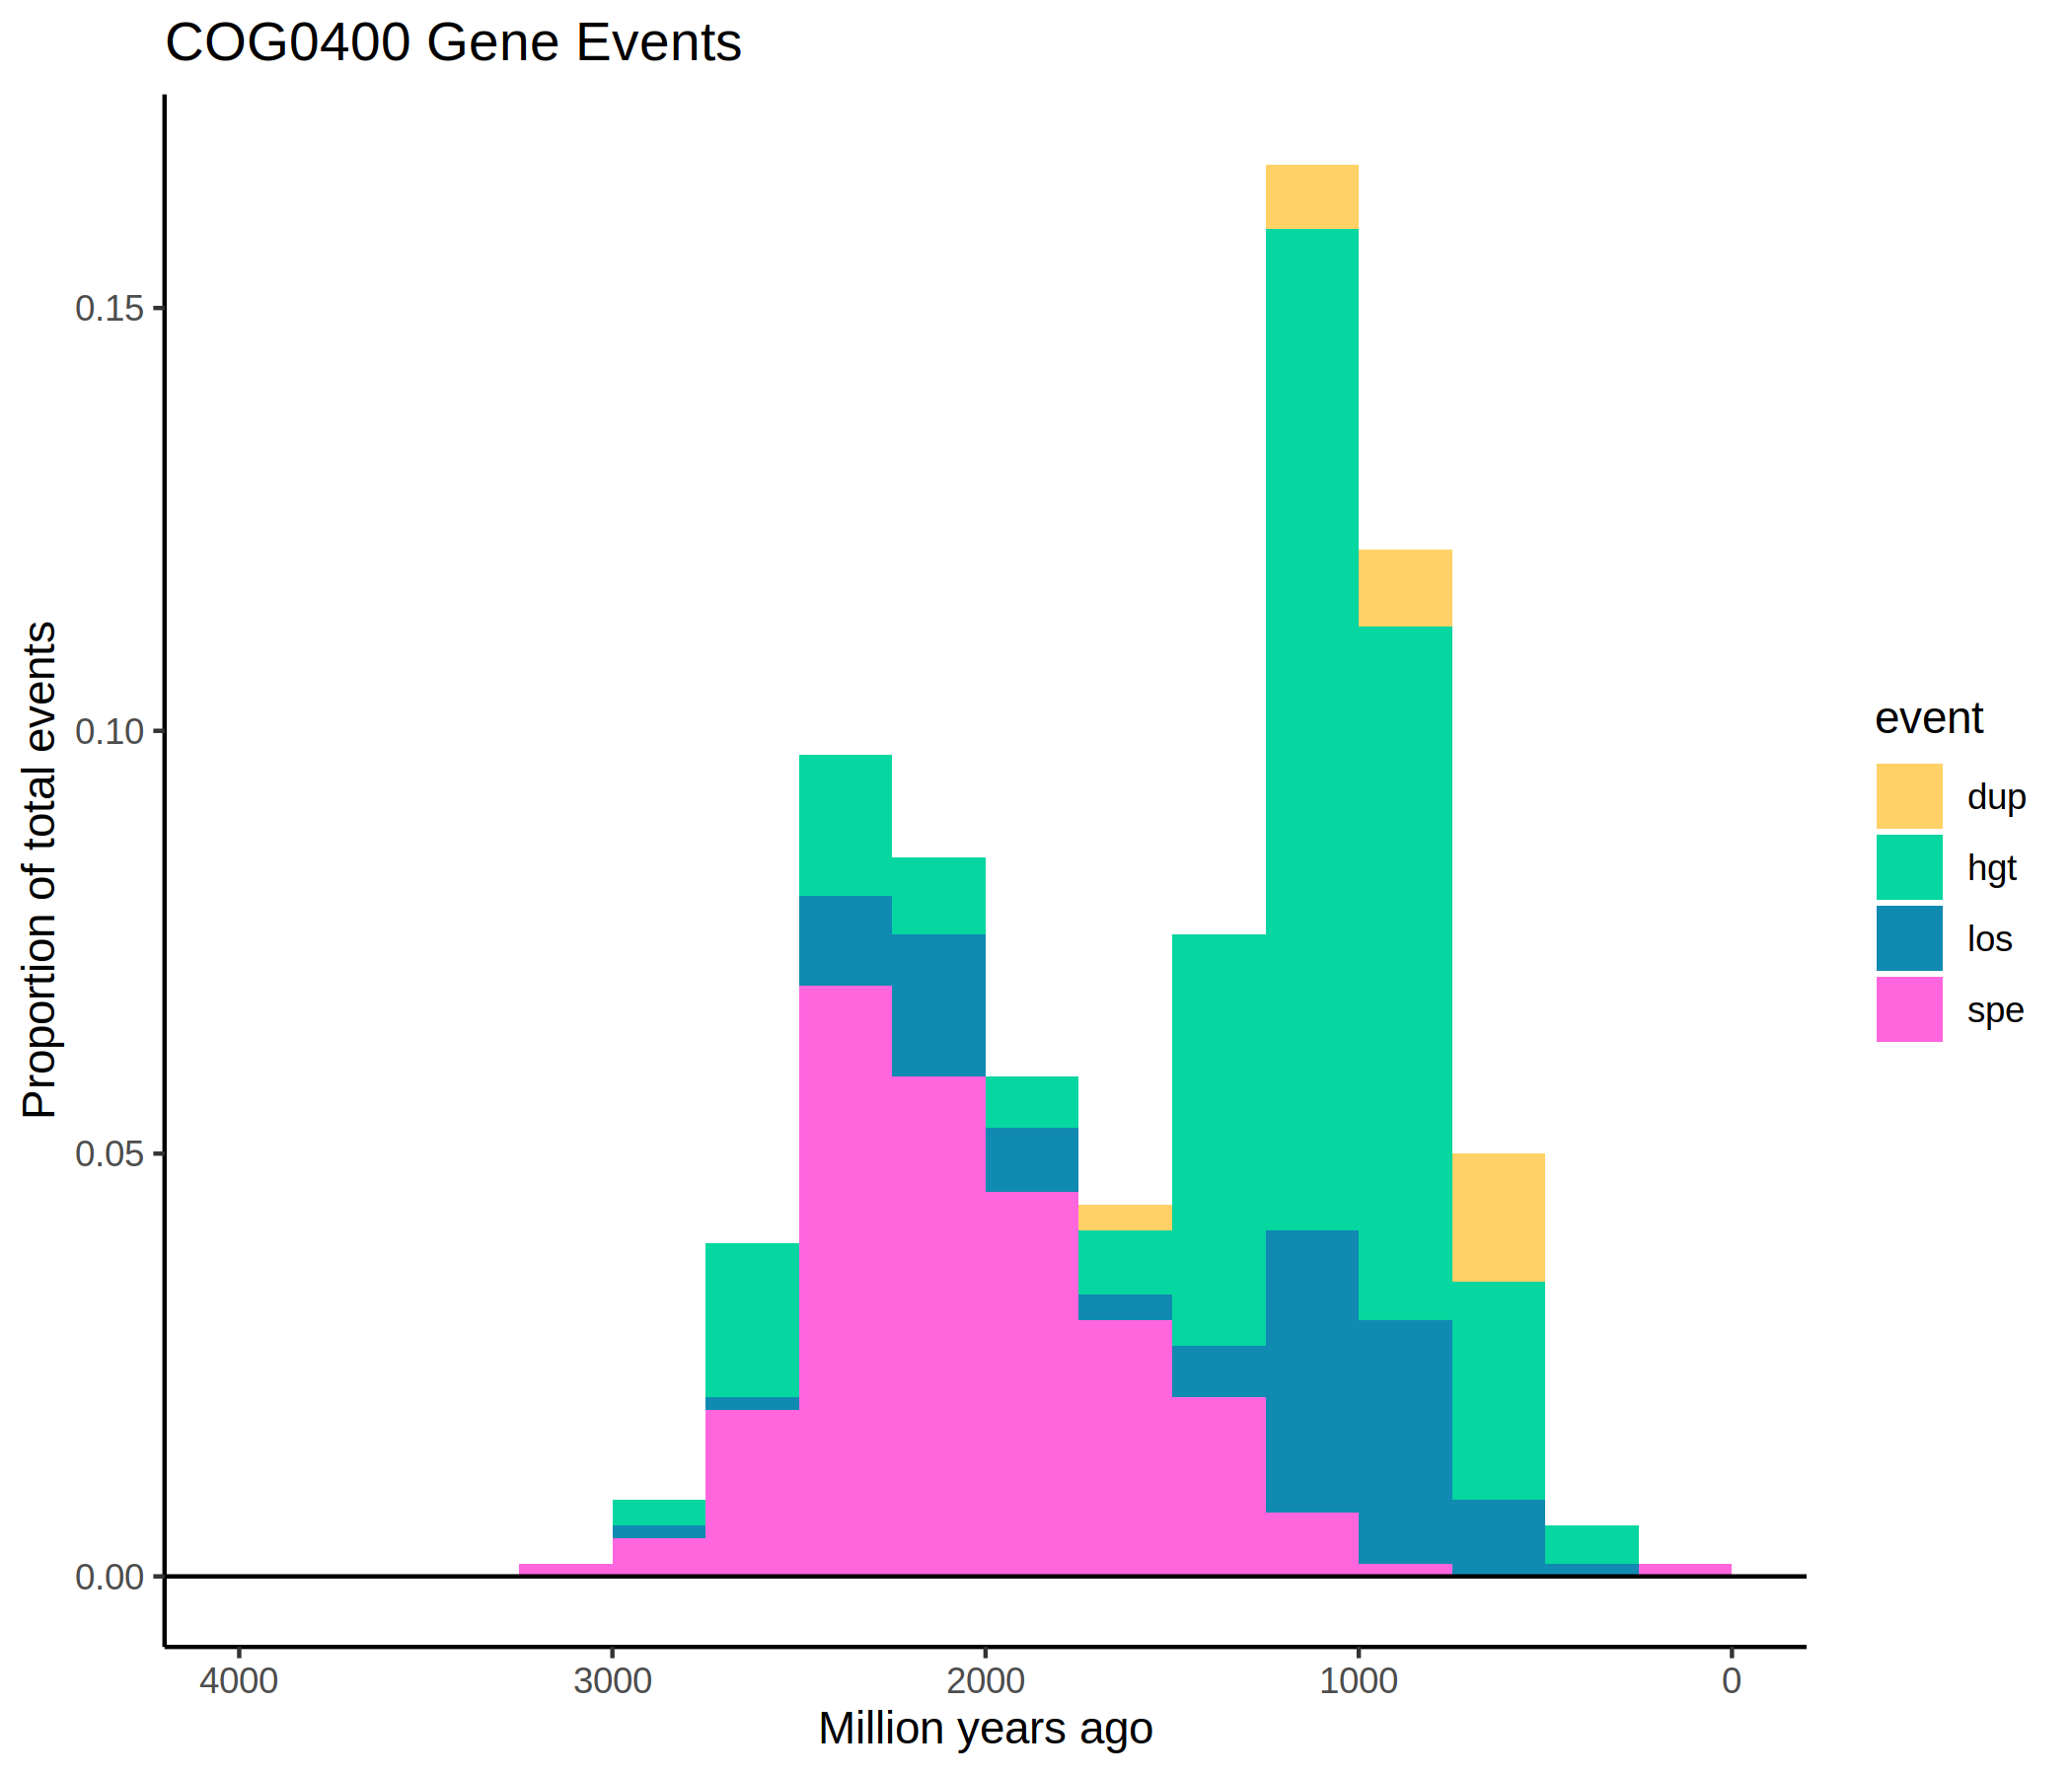 COG0400 Gene Events
Proportion of total events
0.15
0.10
0.05
0.00
4000 3000 2000 1000 0
Million years ago
event
dup
hgt
los
spe